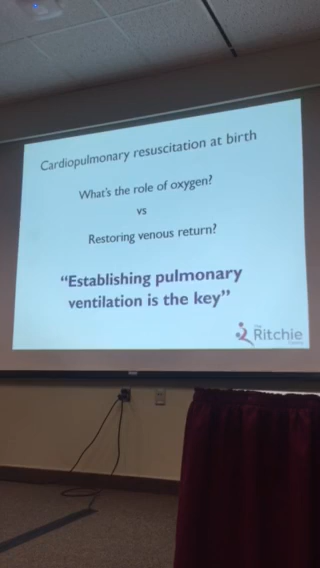 Cardiopulmonary resuscitation at birth
What's the role of oxygen?
vs
Restoring venous return?
“Establishing pulmonary
ventilation is the key”
Ritchie